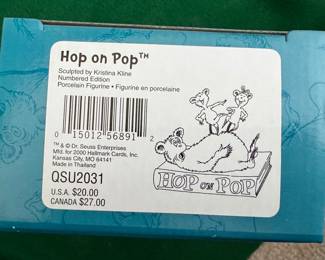 Hop on Pop™
Sculpted by Kristina Kline
Numbered Edition
Porcelain Figurine • Figurine en porcelaine
0 15012 56891 2
™ & © Dr. Seuss Enterprises
Mfd. for 2000 Hallmark Cards, Inc.
Kansas City, MO 64141
Made in Thailand
QSU2031
U.S.A. $20.00
CANADA $27.00
HOP ON POP